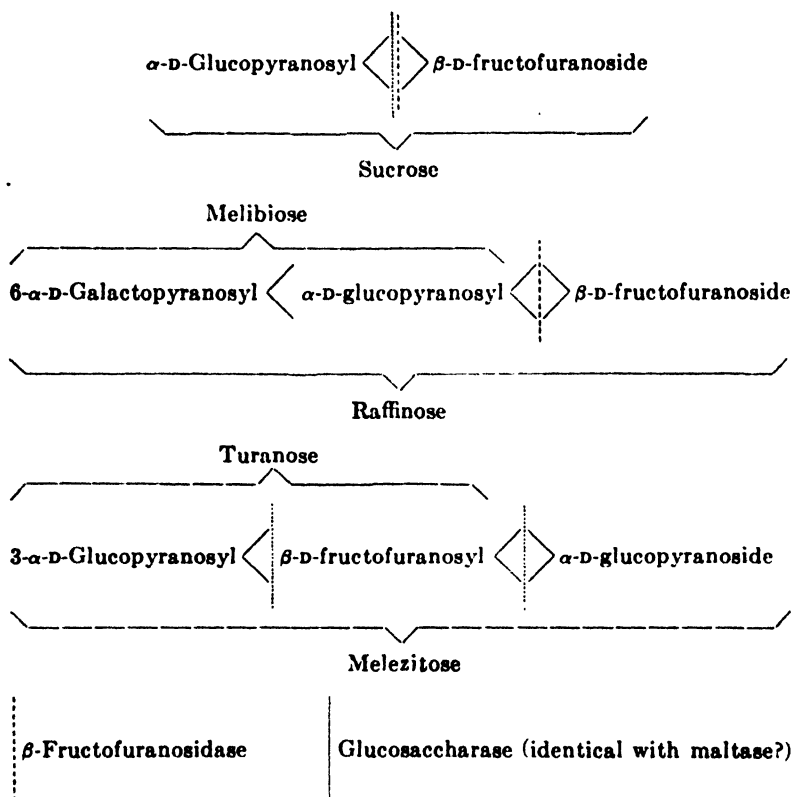 α-D-Glucopyranosyl β-D-fructofuranoside
Sucrose
Melibiose
6-α-D-Galactopyranosyl α-D-glucopyranosyl β-D-fructofuranoside
Raffinose
Turanose
3-α-D-Glucopyranosyl β-D-fructofuranosyl α-D-glucopyranoside
Melezitose
β-Fructofuranosidase Glucosaccharase (identical with maltase?)